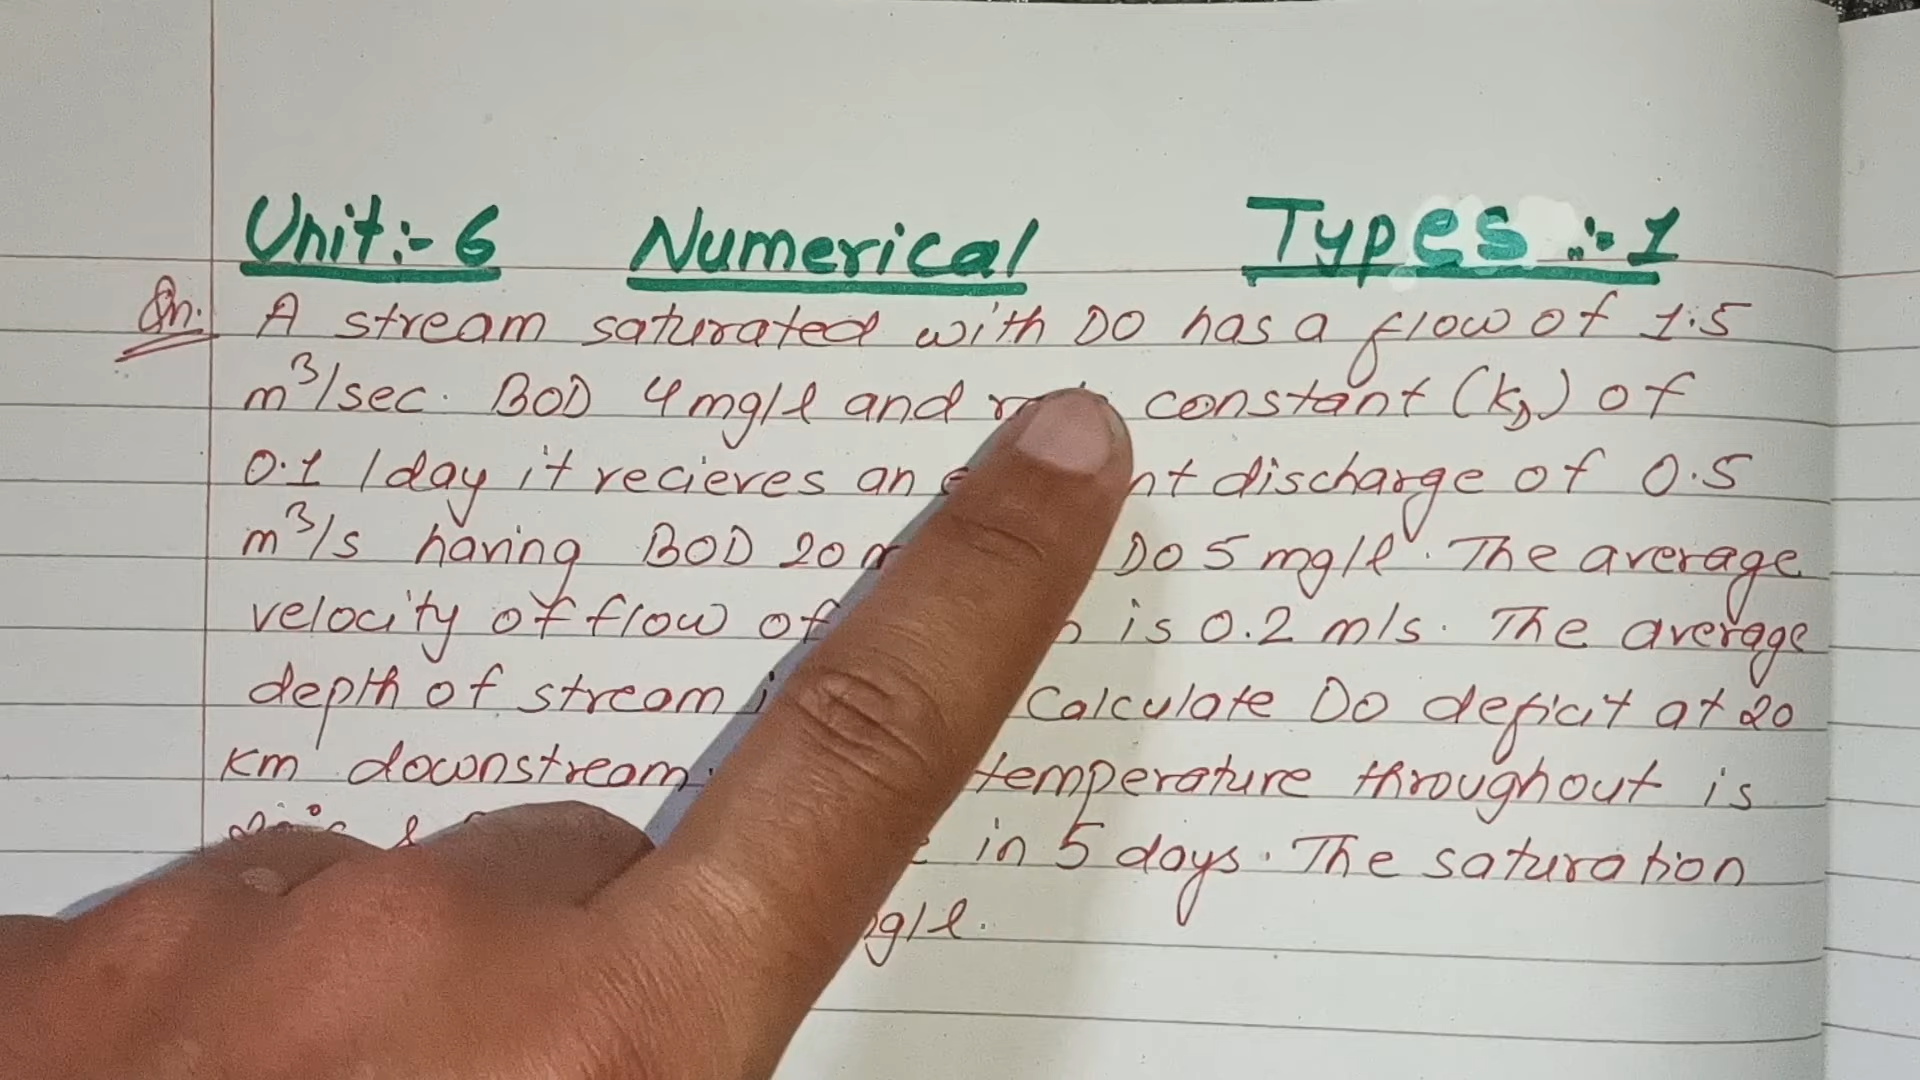 Unit:- 6 Numerical Types :- 1
Qn. A stream saturated with DO has a flow of 1.5
m³/sec. BOD 4 mg/l and constant (kD) of
0.1 /day it recieves an discharge of 0.5
m³/s having BOD 20 DO 5 mg/l. The average
velocity of flow of is 0.2 m/s. The average
depth of stream Calculate DO deficit at 20
km downstream. temperature throughout is
in 5 days. The saturation